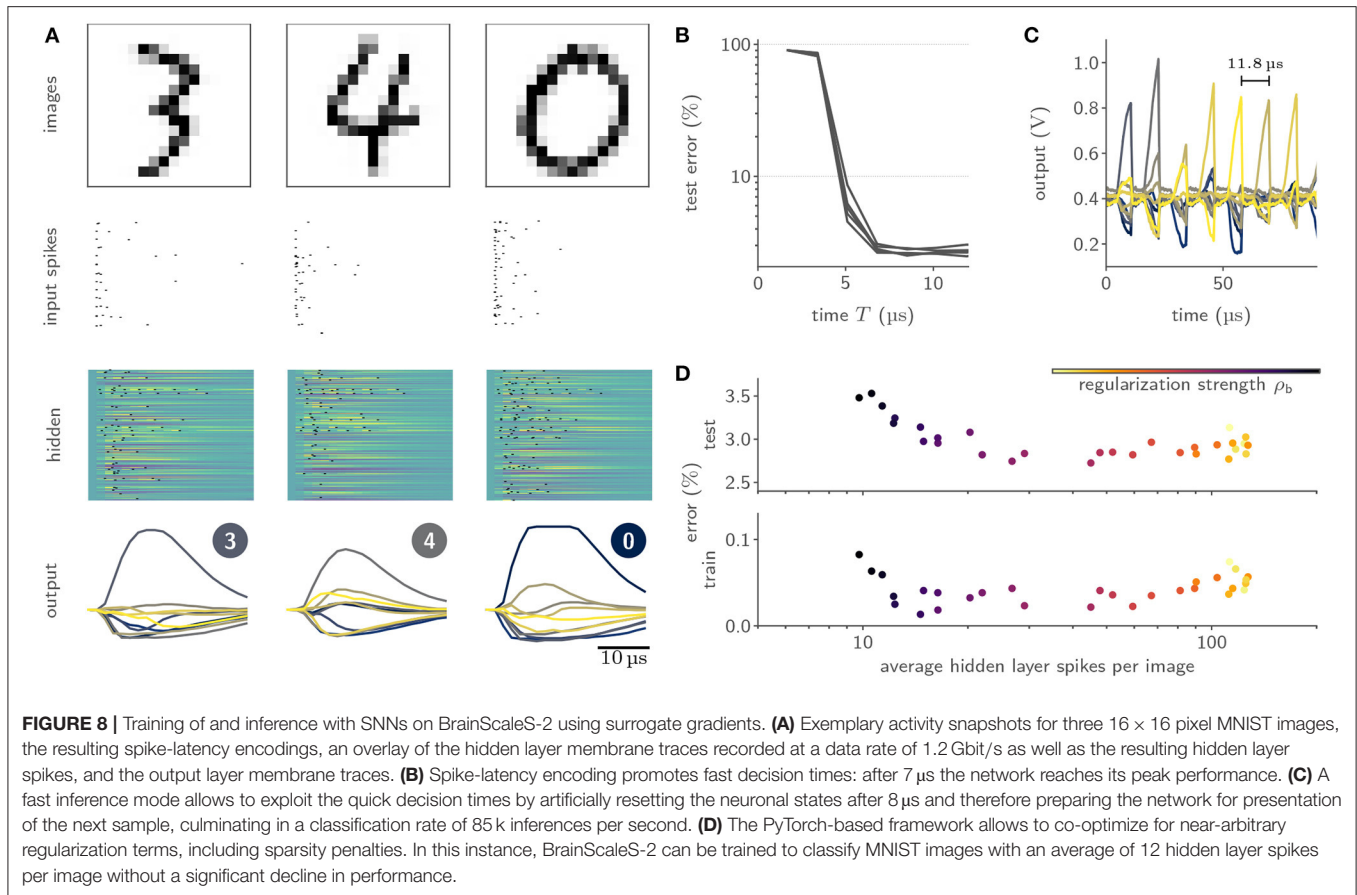 A
images
input spikes
hidden
output
3
4
0
10 µs
B
test error (%)
100
10
0
5
10
time T (µs)
C
output (V)
1.0
0.8
0.6
0.4
0.2
11.8 µs
0
50
time (µs)
D
regularization strength ρb
error (%)
test
3.5
3.0
2.5
train
0.1
0.0
10
100
average hidden layer spikes per image
FIGURE 8 | Training of and inference with SNNs on BrainScaleS-2 using surrogate gradients. (A) Exemplary activity snapshots for three 16 × 16 pixel MNIST images,
the resulting spike-latency encodings, an overlay of the hidden layer membrane traces recorded at a data rate of 1.2 Gbit/s as well as the resulting hidden layer
spikes, and the output layer membrane traces. (B) Spike-latency encoding promotes fast decision times: after 7 µs the network reaches its peak performance. (C) A
fast inference mode allows to exploit the quick decision times by artificially resetting the neuronal states after 8 µs and therefore preparing the network for presentation
of the next sample, culminating in a classification rate of 85 k inferences per second. (D) The PyTorch-based framework allows to co-optimize for near-arbitrary
regularization terms, including sparsity penalties. In this instance, BrainScaleS-2 can be trained to classify MNIST images with an average of 12 hidden layer spikes
per image without a significant decline in performance.